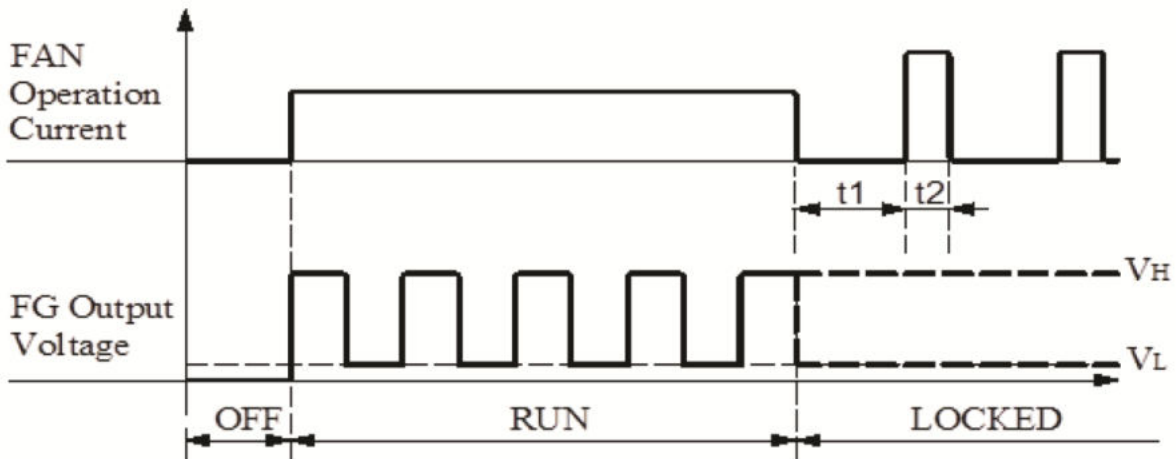 FAN
Operation
Current
t1 t2
VH
FG Output
Voltage
VL
OFF RUN LOCKED